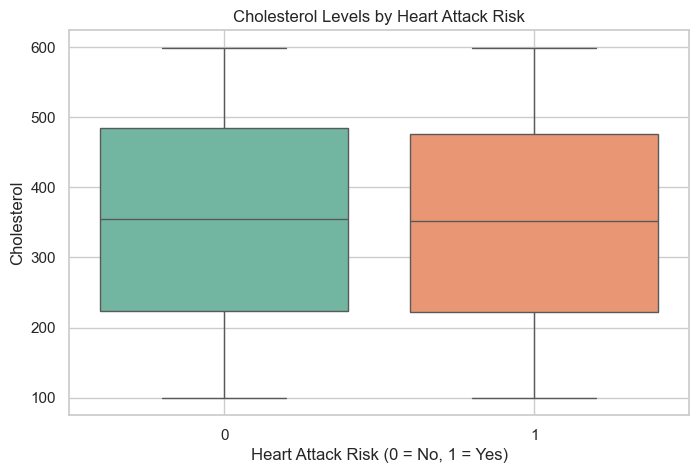 Cholesterol Levels by Heart Attack Risk
600
500
400
300
200
100
Cholesterol
0
1
Heart Attack Risk (0 = No, 1 = Yes)